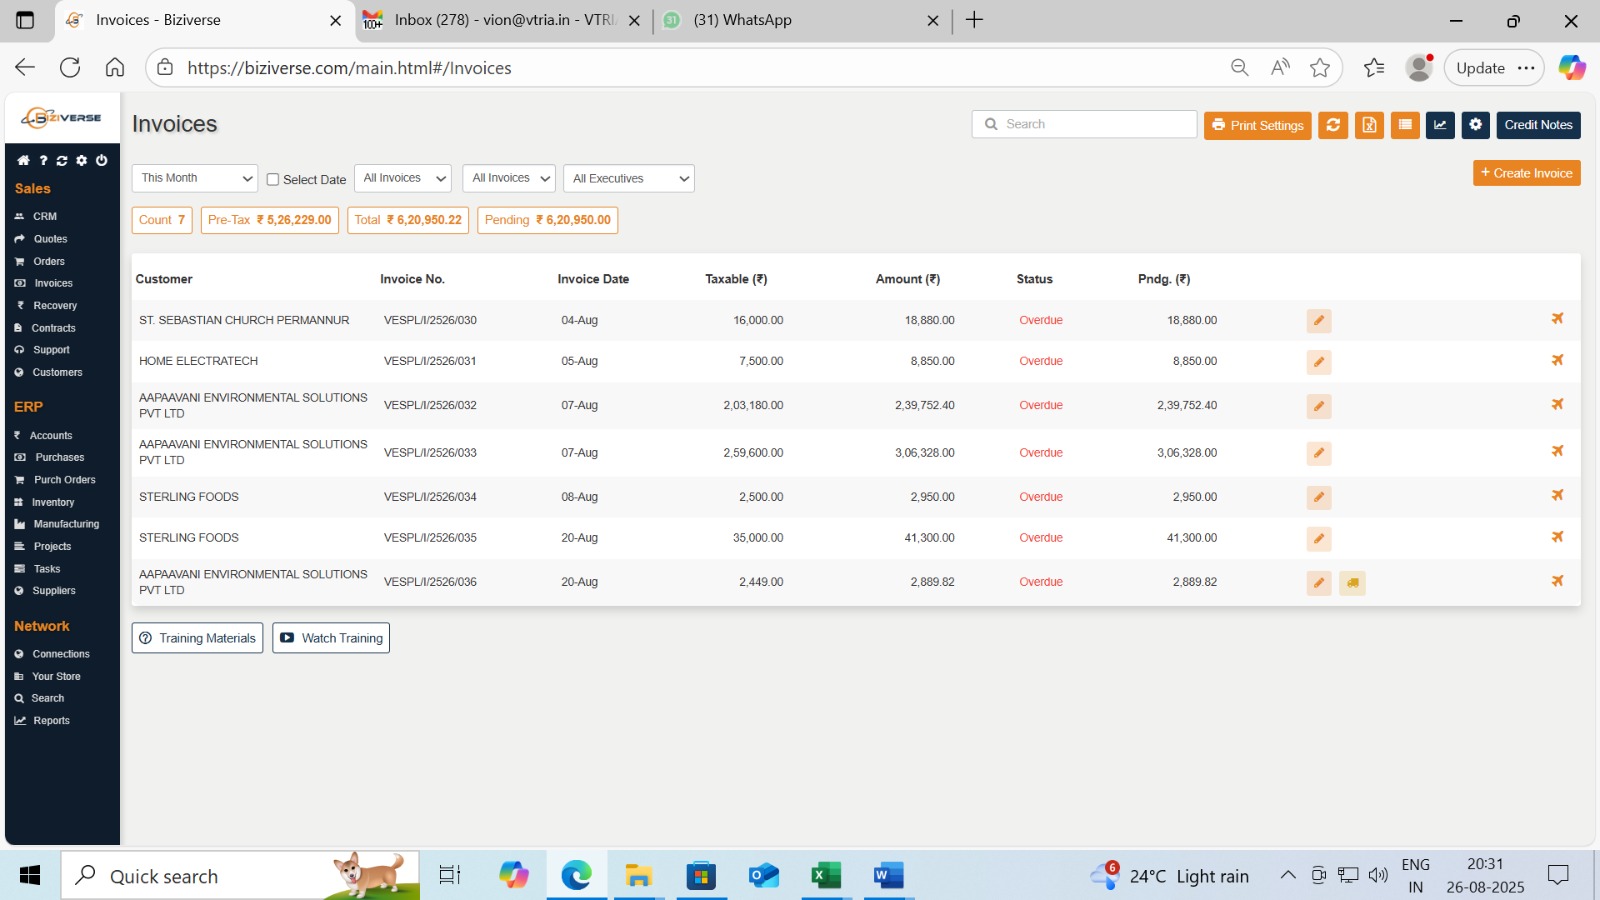 Invoices - Biziverse
100+
Inbox (278) - vion@vtria.in - VTRI
31
(31) WhatsApp
https://biziverse.com/main.html#/Invoices
Update
BIZIVERSE
Invoices
Search
Print Settings
Credit Notes
This Month
Select Date
All Invoices
All Invoices
All Executives
+ Create Invoice
Count 7
Pre-Tax ₹ 5,26,229.00
Total ₹ 6,20,950.22
Pending ₹ 6,20,950.00
Sales
CRM
Quotes
Orders
Invoices
Recovery
Contracts
Support
Customers
ERP
Accounts
Purchases
Purch Orders
Inventory
Manufacturing
Projects
Tasks
Suppliers
Network
Connections
Your Store
Search
Reports
Customer Invoice No. Invoice Date Taxable (₹) Amount (₹) Status Pndg. (₹)
ST. SEBASTIAN CHURCH PERMANNUR VESPL/I/2526/030 04-Aug 16,000.00 18,880.00 Overdue 18,880.00
HOME ELECTRATECH VESPL/I/2526/031 05-Aug 7,500.00 8,850.00 Overdue 8,850.00
AAPAAVANI ENVIRONMENTAL SOLUTIONS
PVT LTD VESPL/I/2526/032 07-Aug 2,03,180.00 2,39,752.40 Overdue 2,39,752.40
AAPAAVANI ENVIRONMENTAL SOLUTIONS
PVT LTD VESPL/I/2526/033 07-Aug 2,59,600.00 3,06,328.00 Overdue 3,06,328.00
STERLING FOODS VESPL/I/2526/034 08-Aug 2,500.00 2,950.00 Overdue 2,950.00
STERLING FOODS VESPL/I/2526/035 20-Aug 35,000.00 41,300.00 Overdue 41,300.00
AAPAAVANI ENVIRONMENTAL SOLUTIONS
PVT LTD VESPL/I/2526/036 20-Aug 2,449.00 2,889.82 Overdue 2,889.82
Training Materials
Watch Training
Quick search
6
24°C Light rain
ENG
IN
20:31
26-08-2025